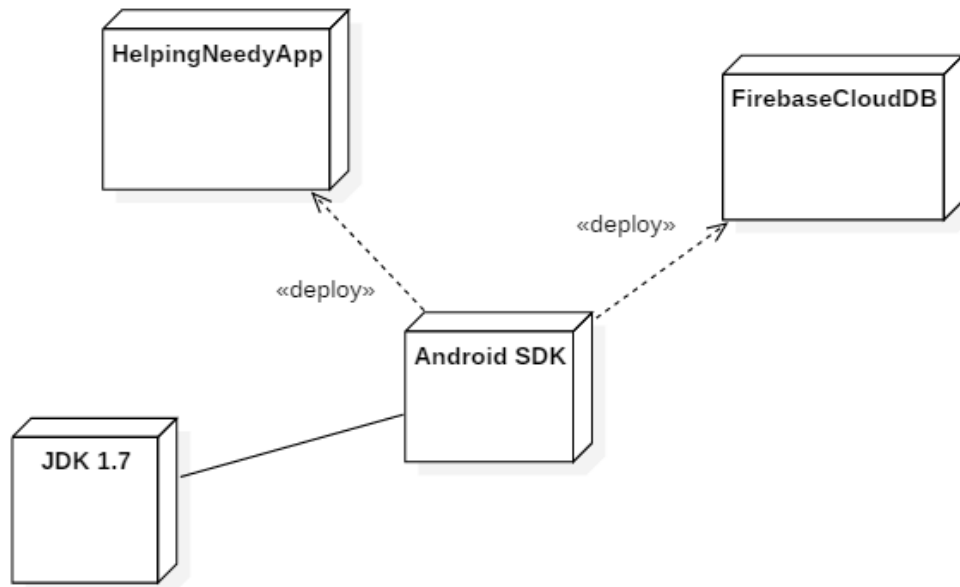 HelpingNeedyApp
FirebaseCloudDB
«deploy»
«deploy»
Android SDK
JDK 1.7